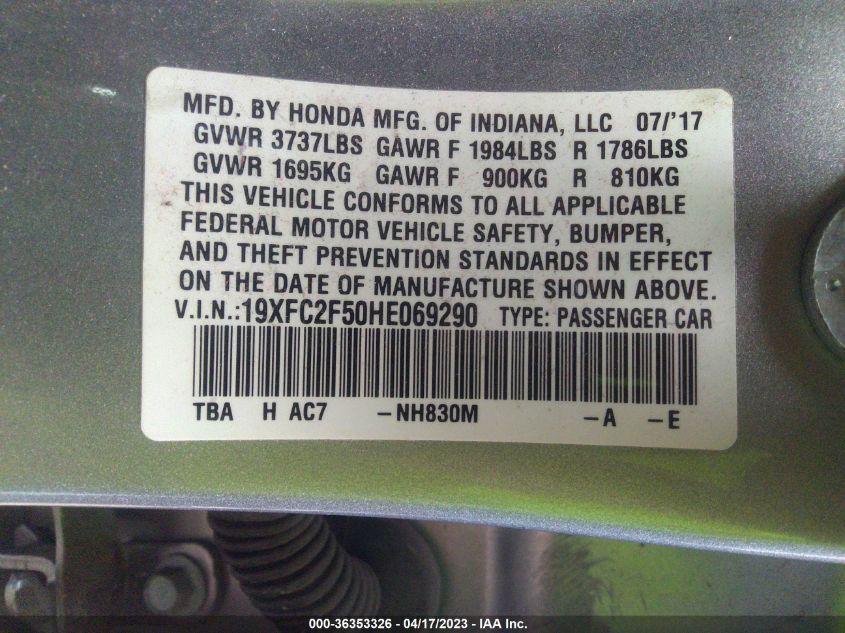 MFD. BY HONDA MFG. OF INDIANA, LLC 07/'17
GVWR 3737LBS GAWR F 1984LBS R 1786LBS
GVWR 1695KG GAWR F 900KG R 810KG
THIS VEHICLE CONFORMS TO ALL APPLICABLE
FEDERAL MOTOR VEHICLE SAFETY, BUMPER,
AND THEFT PREVENTION STANDARDS IN EFFECT
ON THE DATE OF MANUFACTURE SHOWN ABOVE.
V.I.N.:19XFC2F50HE069290 TYPE: PASSENGER CAR
TBA H AC7 -NH830M -A -E
000-36353326 - 04/17/2023 - IAA Inc.